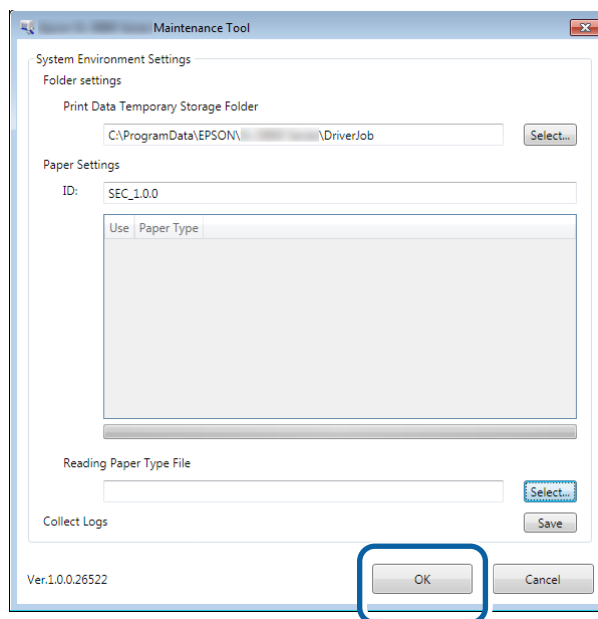 Maintenance Tool
System Environment Settings
Folder settings
Print Data Temporary Storage Folder
C:\ProgramData\EPSON\ \DriverJob Select...
Paper Settings
ID: SEC_1.0.0
Use Paper Type
Reading Paper Type File
Select...
Collect Logs Save
Ver.1.0.0.26522 OK Cancel